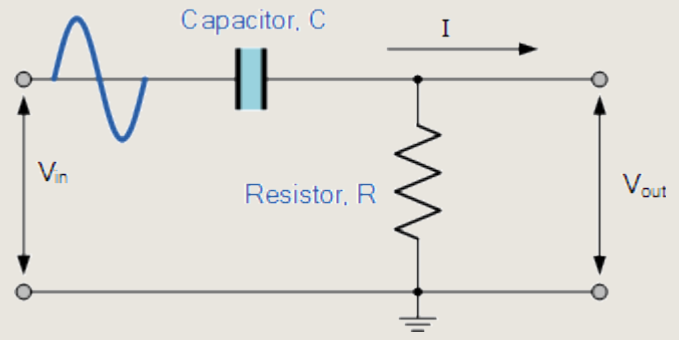 Capacitor, C
I
Vin
Resistor, R
Vout